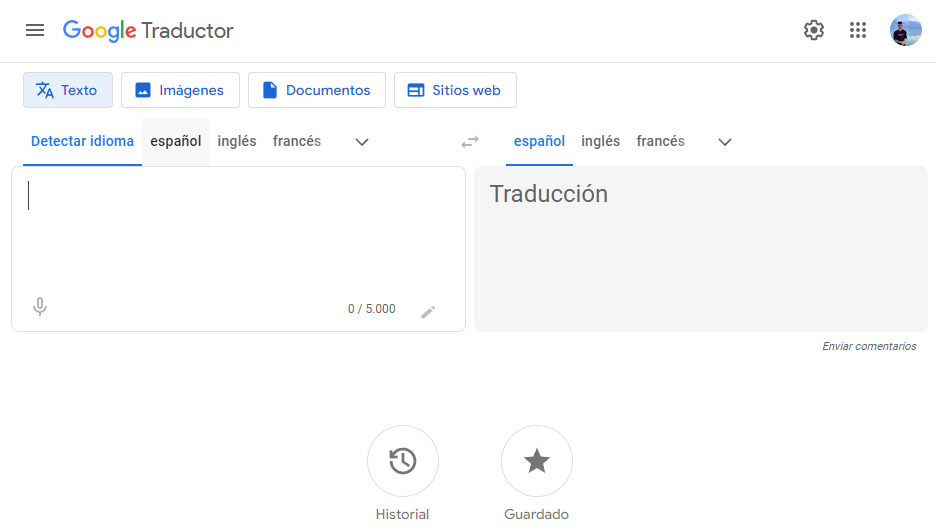 Google Traductor
Texto Imágenes Documentos Sitios web
Detectar idioma español inglés francés español inglés francés
Traducción
0 / 5.000
Enviar comentarios
Historial Guardado